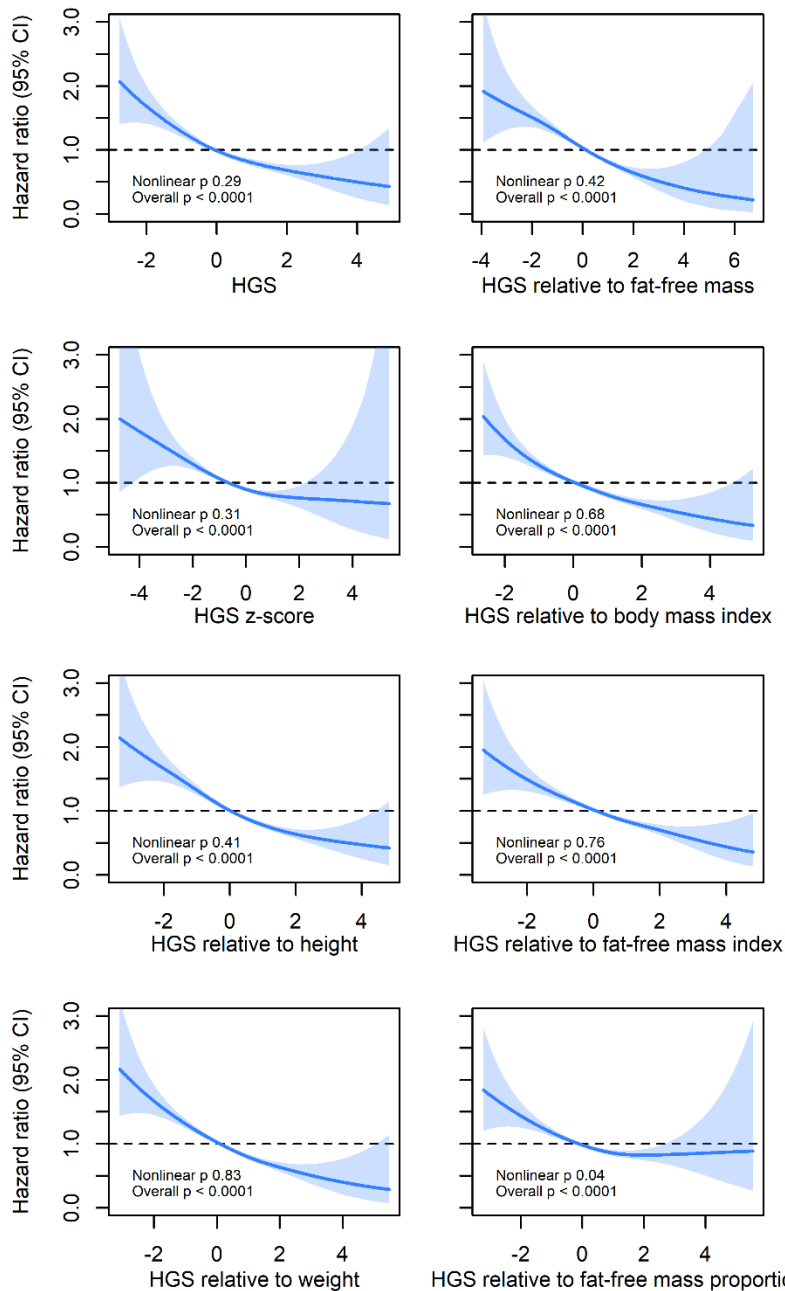 Hazard ratio (95% CI)
3.0
2.0
1.0
0.0
Nonlinear p 0.29
Overall p < 0.0001
-2 0 2 4
HGS
Nonlinear p 0.42
Overall p < 0.0001
-4 -2 0 2 4 6
HGS relative to fat-free mass
Hazard ratio (95% CI)
3.0
2.0
1.0
0.0
Nonlinear p 0.31
Overall p < 0.0001
-4 -2 0 2 4
HGS z-score
Nonlinear p 0.68
Overall p < 0.0001
-2 0 2 4
HGS relative to body mass index
Hazard ratio (95% CI)
3.0
2.0
1.0
0.0
Nonlinear p 0.41
Overall p < 0.0001
-2 0 2 4
HGS relative to height
Nonlinear p 0.76
Overall p < 0.0001
-2 0 2 4
HGS relative to fat-free mass index
Hazard ratio (95% CI)
3.0
2.0
1.0
0.0
Nonlinear p 0.83
Overall p < 0.0001
-2 0 2 4
HGS relative to weight
Nonlinear p 0.04
Overall p < 0.0001
-2 0 2 4
HGS relative to fat-free mass proportic